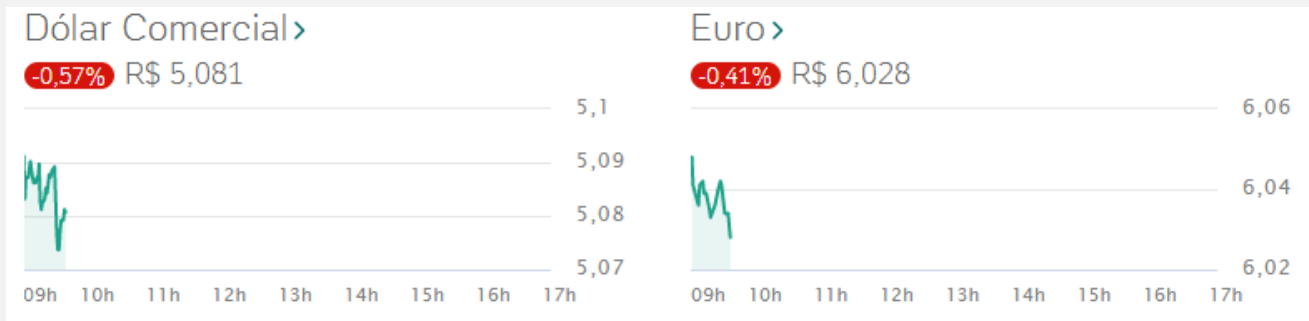 Dólar Comercial
-0,57% R$ 5,081
5,1
5,09
5,08
5,07
09h 10h 11h 12h 13h 14h 15h 16h 17h
Euro
-0,41% R$ 6,028
6,06
6,04
6,02
09h 10h 11h 12h 13h 14h 15h 16h 17h